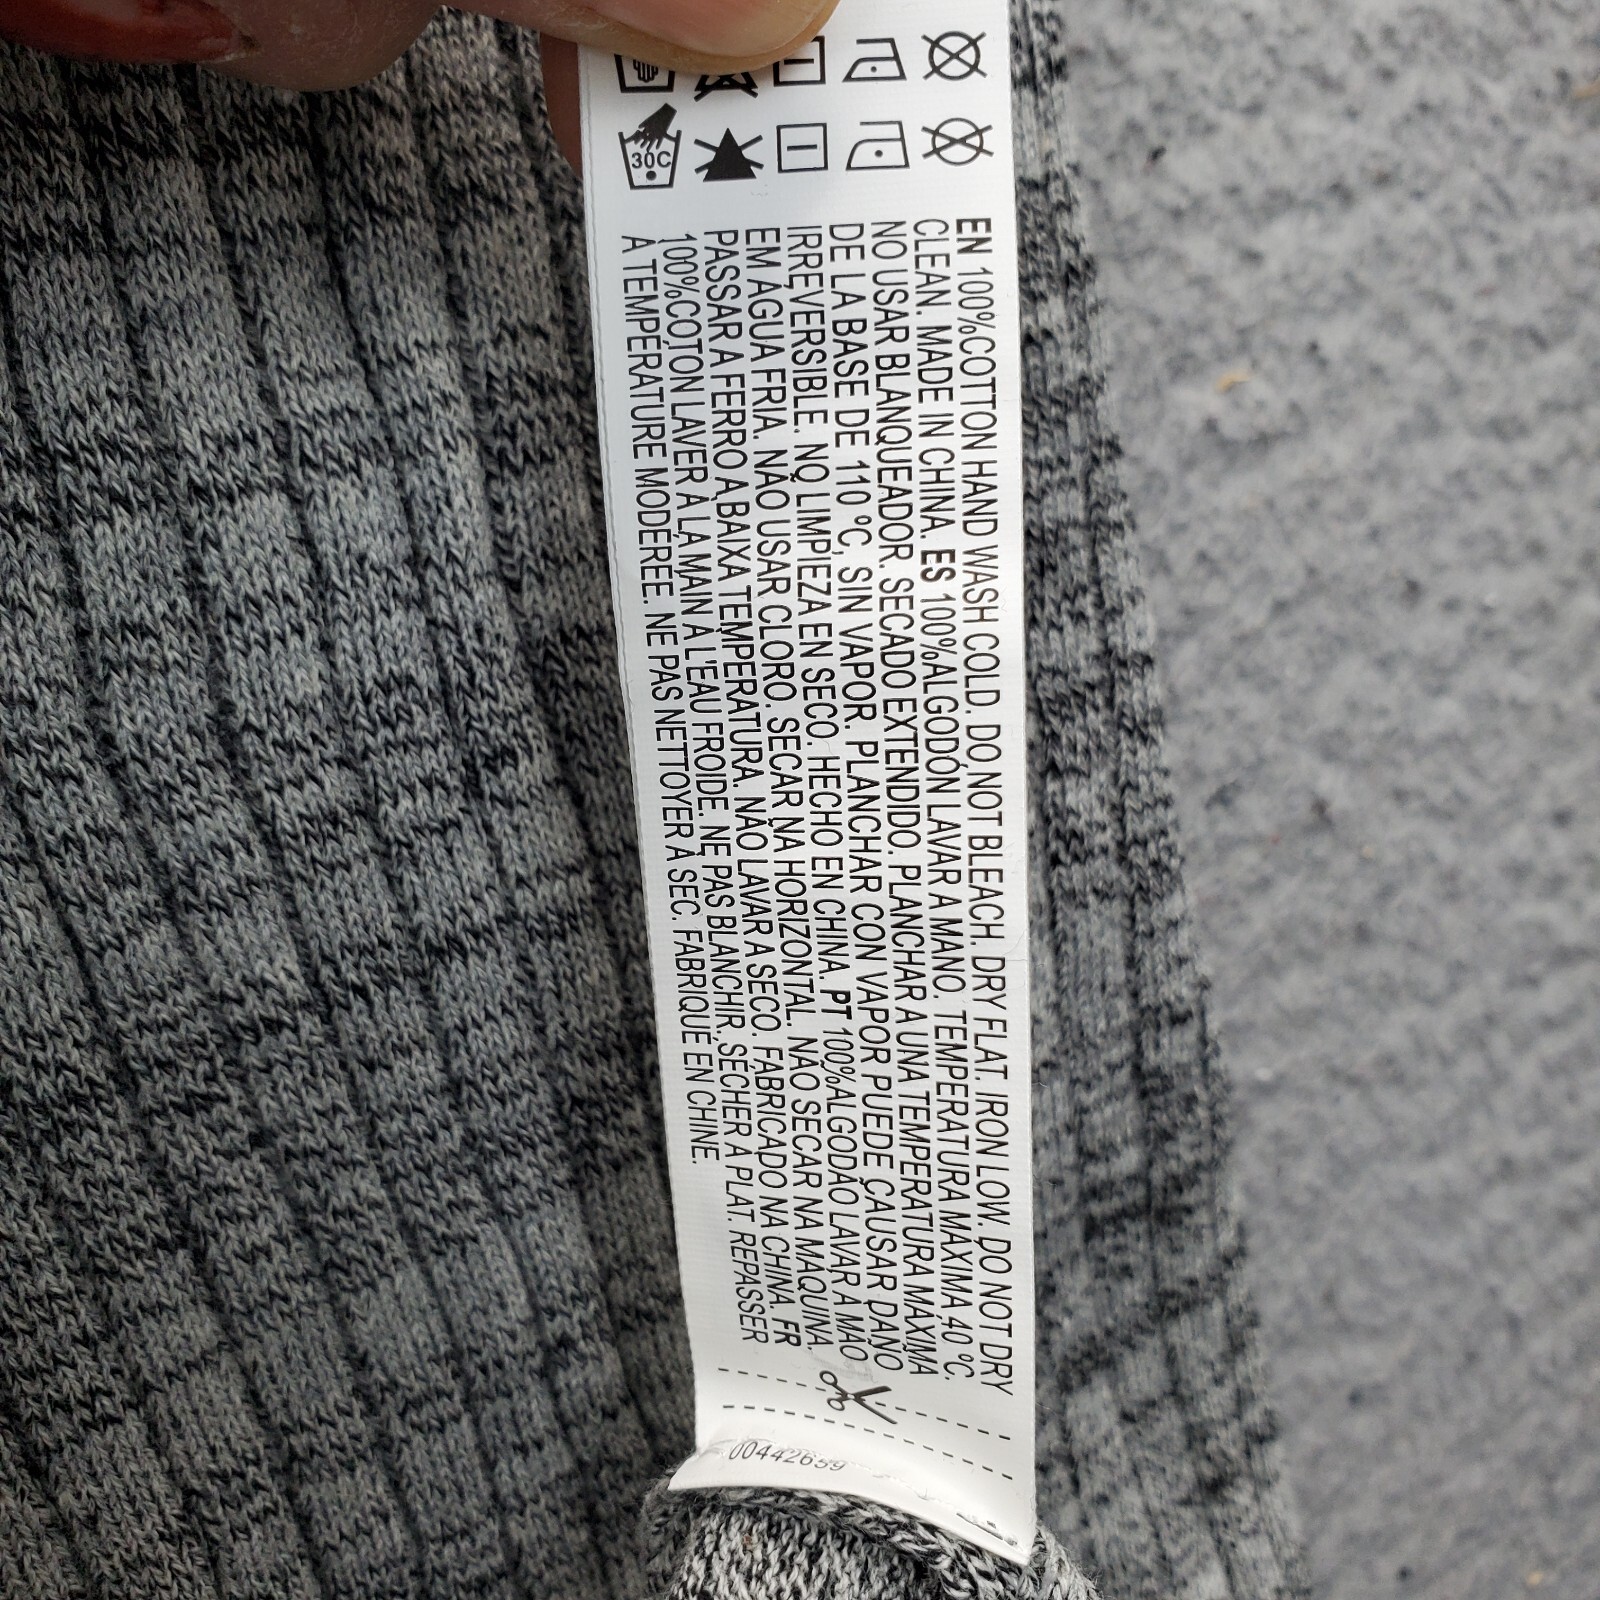 30C
EN 100%COTTON HAND WASH COLD. DO NOT BLEACH. DRY FLAT. IRON LOW. DO NOT DRY
CLEAN. MADE IN CHINA. ES 100%ALGODÓN LAVAR A MANO. TEMPERATURA MÁXIMA 40 ºC.
NO USAR BLANQUEADOR. SECADO EXTENDIDO. PLANCHAR A UNA TEMPERATURA MÁXIMA
DE LA BASE DE 110 ºC, SIN VAPOR. PLANCHAR CON VAPOR PUEDE CAUSAR DAÑO
IRREVERSIBLE. NO LIMPIEZA EN SECO. HECHO EN CHINA. PT 100%ALGODÃO LAVAR À MÃO
EM ÁGUA FRIA. NÃO USAR CLORO. SECAR NA HORIZONTAL. NÃO SECAR NA MÁQUINA.
PASSAR A FERRO A BAIXA TEMPERATURA. NÃO LAVAR A SECO. FABRICADO NA CHINA. FR
100%COTON LAVER À LA MAIN À L'EAU FROIDE. NE PAS BLANCHIR. SÉCHER À PLAT. REPASSER
À TEMPÉRATURE MODÉRÉE. NE PAS NETTOYER À SEC. FABRIQUÉ EN CHINE.
00442659